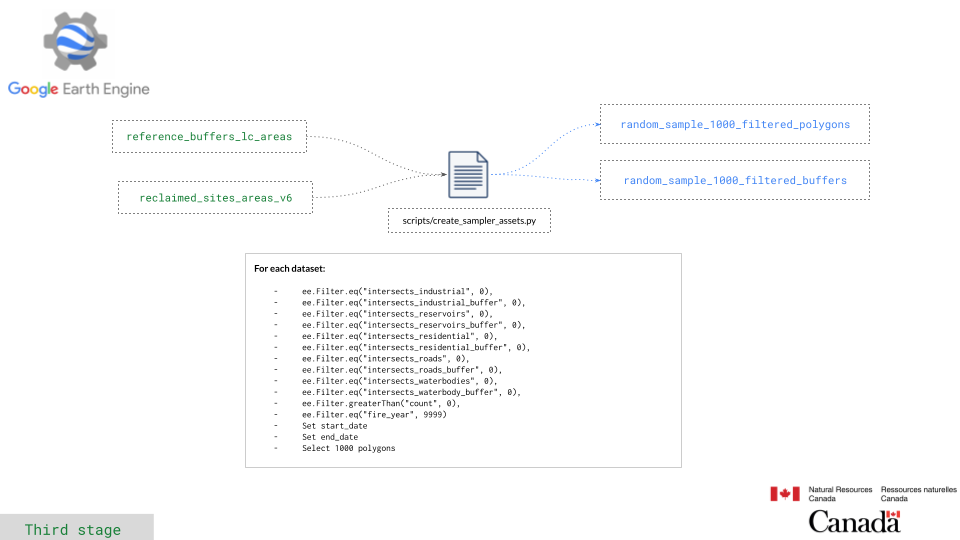 Google Earth Engine
reference_buffers_lc_areas
reclaimed_sites_areas_v6
scripts/create_sampler_assets.py
random_sample_1000_filtered_polygons
random_sample_1000_filtered_buffers
For each dataset:
- ee.Filter.eq("intersects_industrial", 0),
- ee.Filter.eq("intersects_industrial_buffer", 0),
- ee.Filter.eq("intersects_reservoirs", 0),
- ee.Filter.eq("intersects_reservoirs_buffer", 0),
- ee.Filter.eq("intersects_residential", 0),
- ee.Filter.eq("intersects_residential_buffer", 0),
- ee.Filter.eq("intersects_roads", 0),
- ee.Filter.eq("intersects_roads_buffer", 0),
- ee.Filter.eq("intersects_waterbodies", 0),
- ee.Filter.eq("intersects_waterbody_buffer", 0),
- ee.Filter.greaterThan("count", 0),
- ee.Filter.eq("fire_year", 9999)
- Set start_date
- Set end_date
- Select 1000 polygons
Third stage
Natural Resources
Canada
Ressources naturelles
Canada
Canada